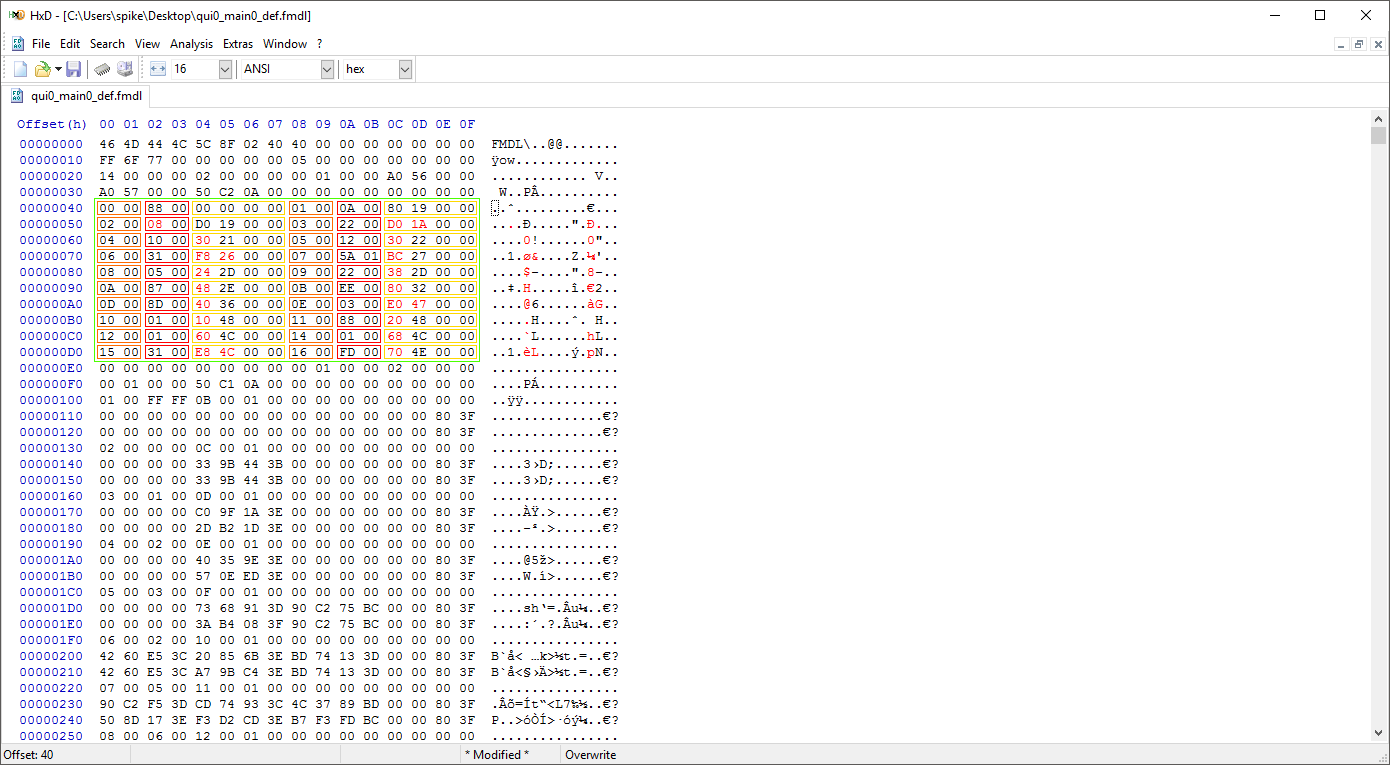 HxD - [C:\Users\spike\Desktop\qui0_main0_def.fmdl]
File Edit Search View Analysis Extras Window ?
16 ANSI hex
qui0_main0_def.fmdl
Offset(h) 00 01 02 03 04 05 06 07 08 09 0A 0B 0C 0D 0E 0F
00000000 46 4D 44 4C 5C 8F 02 40 40 00 00 00 00 00 00 00 FMDL\..@@.......
00000010 FF 6F 77 00 00 00 00 00 05 00 00 00 00 00 00 00 ÿow.............
00000020 14 00 00 00 02 00 00 00 01 00 00 00 A0 56 00 00 ............ V..
00000030 A0 57 00 00 50 C2 0A 00 00 00 00 00 00 00 00 00  W..PÂ..........
00000040 00 00 88 00 00 00 00 00 01 00 0A 00 80 19 00 00 ..ˆ.........€...
00000050 02 00 08 00 D0 19 00 00 03 00 22 00 D0 1A 00 00 ....Ð.....".Ð...
00000060 04 00 10 00 30 21 00 00 05 00 12 00 30 22 00 00 ....0!......0"..
00000070 06 00 31 00 F8 26 00 00 07 00 5A 01 BC 27 00 00 ..1.ø&....Z.¼'..
00000080 08 00 05 00 24 2D 00 00 09 00 22 00 38 2D 00 00 ....$-....".8-..
00000090 0A 00 87 00 48 2E 00 00 0B 00 EE 00 80 32 00 00 ..‡.H.....î.€2..
000000A0 0D 00 8D 00 40 36 00 00 0E 00 03 00 E0 47 00 00 ....@6......àG..
000000B0 10 00 01 00 10 48 00 00 11 00 88 00 20 48 00 00 .....H....ˆ. H..
000000C0 12 00 01 00 60 4C 00 00 14 00 01 00 68 4C 00 00 ....`L......hL..
000000D0 15 00 31 00 E8 4C 00 00 16 00 FD 00 70 4E 00 00 ..1.èL....ý.pN..
000000E0 00 00 00 00 00 00 00 00 00 01 00 00 02 00 00 00 ................
000000F0 00 01 00 00 50 C1 0A 00 00 00 00 00 00 00 00 00 ....PÁ..........
00000100 01 00 FF FF 0B 00 01 00 00 00 00 00 00 00 00 00 ..ÿÿ............
00000110 00 00 00 00 00 00 00 00 00 00 00 00 00 00 80 3F ..............€?
00000120 00 00 00 00 00 00 00 00 00 00 00 00 00 00 80 3F ..............€?
00000130 02 00 00 00 0C 00 01 00 00 00 00 00 00 00 00 00 ................
00000140 00 00 00 00 33 9B 44 3B 00 00 00 00 00 00 80 3F ....3›D;......€?
00000150 00 00 00 00 33 9B 44 3B 00 00 00 00 00 00 80 3F ....3›D;......€?
00000160 03 00 01 00 0D 00 01 00 00 00 00 00 00 00 00 00 ................
00000170 00 00 00 00 C0 9F 1A 3E 00 00 00 00 00 00 80 3F ....ÀŸ.>......€?
00000180 00 00 00 00 2D B2 1D 3E 00 00 00 00 00 00 80 3F ....-².>......€?
00000190 04 00 02 00 0E 00 01 00 00 00 00 00 00 00 00 00 ................
000001A0 00 00 00 00 40 35 9E 3E 00 00 00 00 00 00 80 3F ....@5ž>......€?
000001B0 00 00 00 00 57 0E ED 3E 00 00 00 00 00 00 80 3F ....W.í>......€?
000001C0 05 00 03 00 0F 00 01 00 00 00 00 00 00 00 00 00 ................
000001D0 00 00 00 00 73 68 91 3D 90 C2 75 BC 00 00 80 3F ....sh‘=.Âu¼..€?
000001E0 00 00 00 00 3A B4 08 3F 90 C2 75 BC 00 00 80 3F ....:´.?.Âu¼..€?
000001F0 06 00 02 00 10 00 01 00 00 00 00 00 00 00 00 00 ................
00000200 42 60 E5 3C 20 85 6B 3E BD 74 13 3D 00 00 80 3F B`å< …k>½t.=..€?
00000210 42 60 E5 3C A7 9B C4 3E BD 74 13 3D 00 00 80 3F B`å<§›Ä>½t.=..€?
00000220 07 00 05 00 11 00 01 00 00 00 00 00 00 00 00 00 ................
00000230 90 C2 F5 3D CD 74 93 3C 4C 37 89 BD 00 00 80 3F .Âõ=Ít“<L7‰½..€?
00000240 50 8D 17 3E F3 D2 CD 3E B7 F3 FD BC 00 00 80 3F P..>óÒÍ>·óý¼..€?
00000250 08 00 06 00 12 00 01 00 00 00 00 00 00 00 00 00 ................
Offset: 40 * Modified * Overwrite